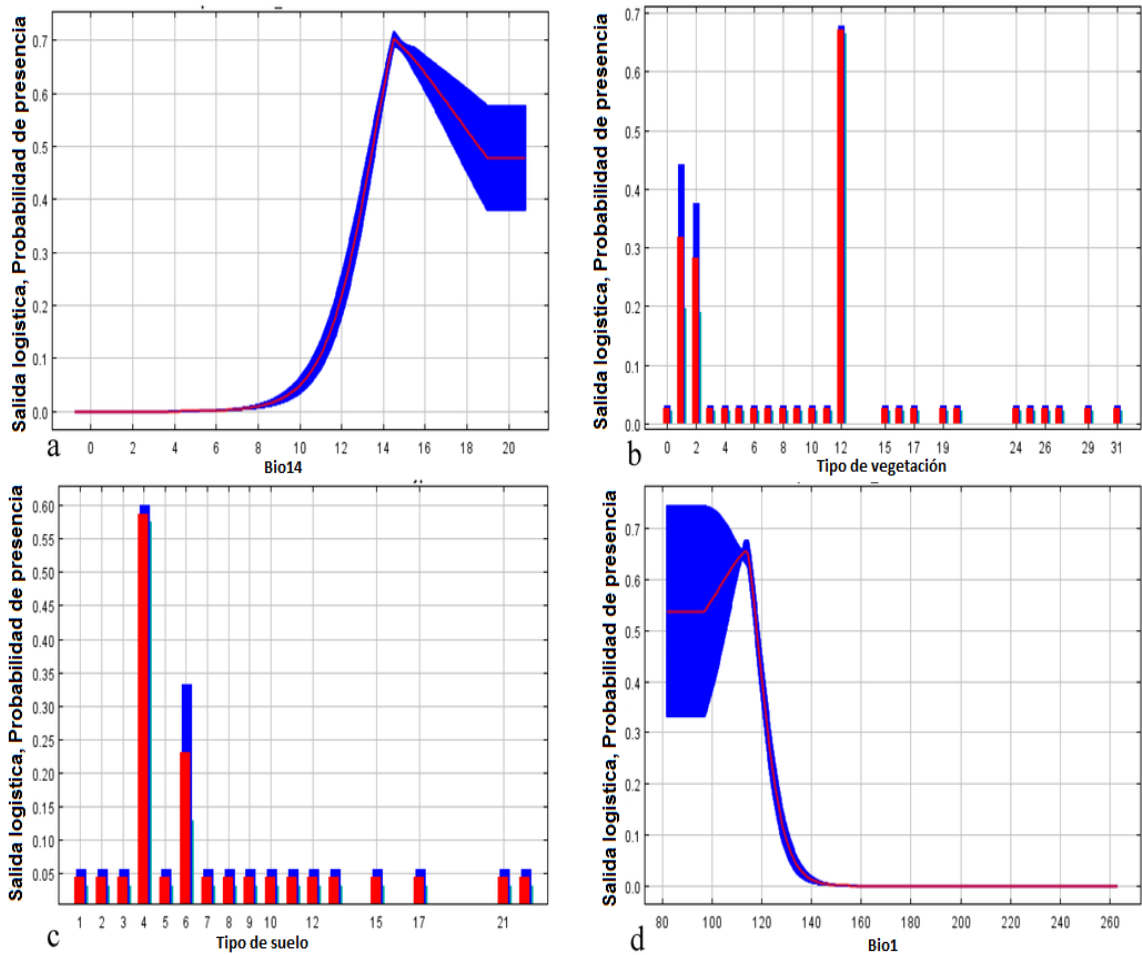 Salida logistica, Probabilidad de presencia
0.7
0.6
0.5
0.4
0.3
0.2
0.1
0.0
0 2 4 6 8 10 12 14 16 18 20
a
Bio14
Salida logistica, Probabilidad de presencia
0.7
0.6
0.5
0.4
0.3
0.2
0.1
0.0
0 2 4 6 8 10 12 15 17 19 24 26 29 31
b
Tipo de vegetación
Salida logistica, Probabilidad de presencia
0.60
0.55
0.50
0.45
0.40
0.35
0.30
0.25
0.20
0.15
0.10
0.05
1 2 3 4 5 6 7 8 9 10 12 15 17 21
c
Tipo de suelo
Salida logistica, Probabilidad de presencia
0.7
0.6
0.5
0.4
0.3
0.2
0.1
0.0
80 100 120 140 160 180 200 220 240 260
d
Bio1